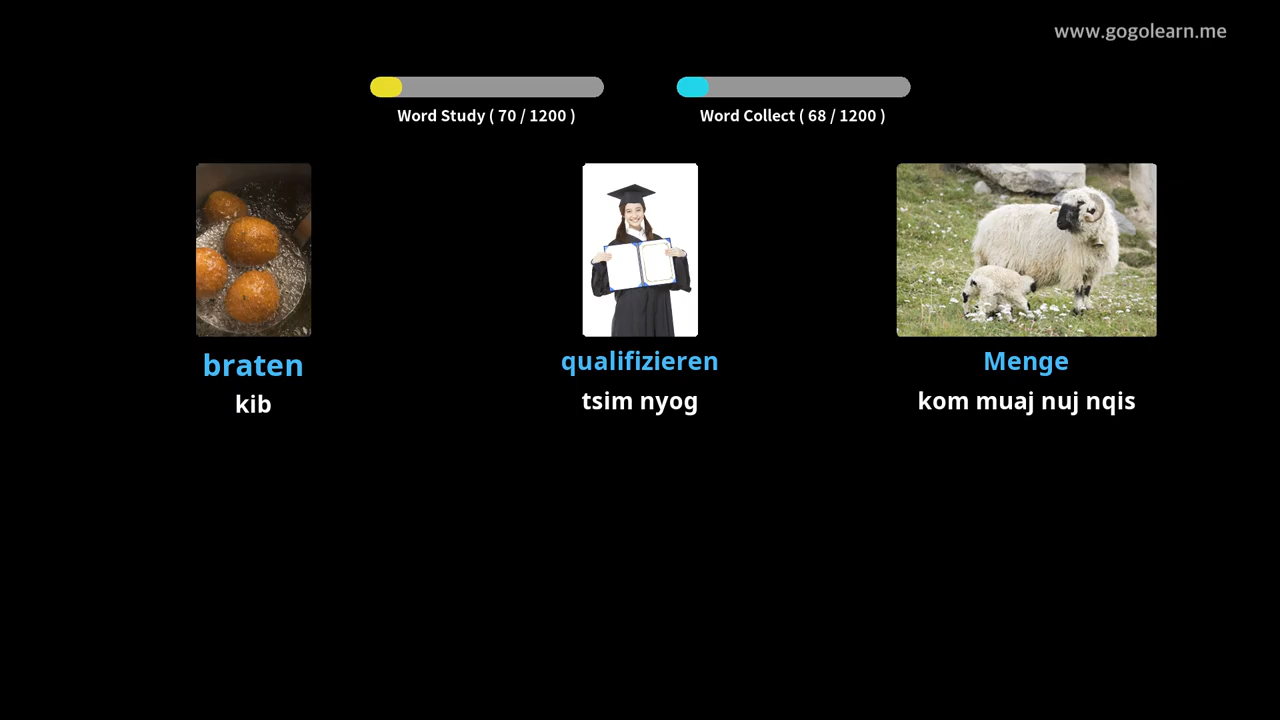 www.gogolearn.me
Word Study ( 70 / 1200 )
Word Collect ( 68 / 1200 )
braten
kib
qualifizieren
tsim nyog
Menge
kom muaj nuj nqis